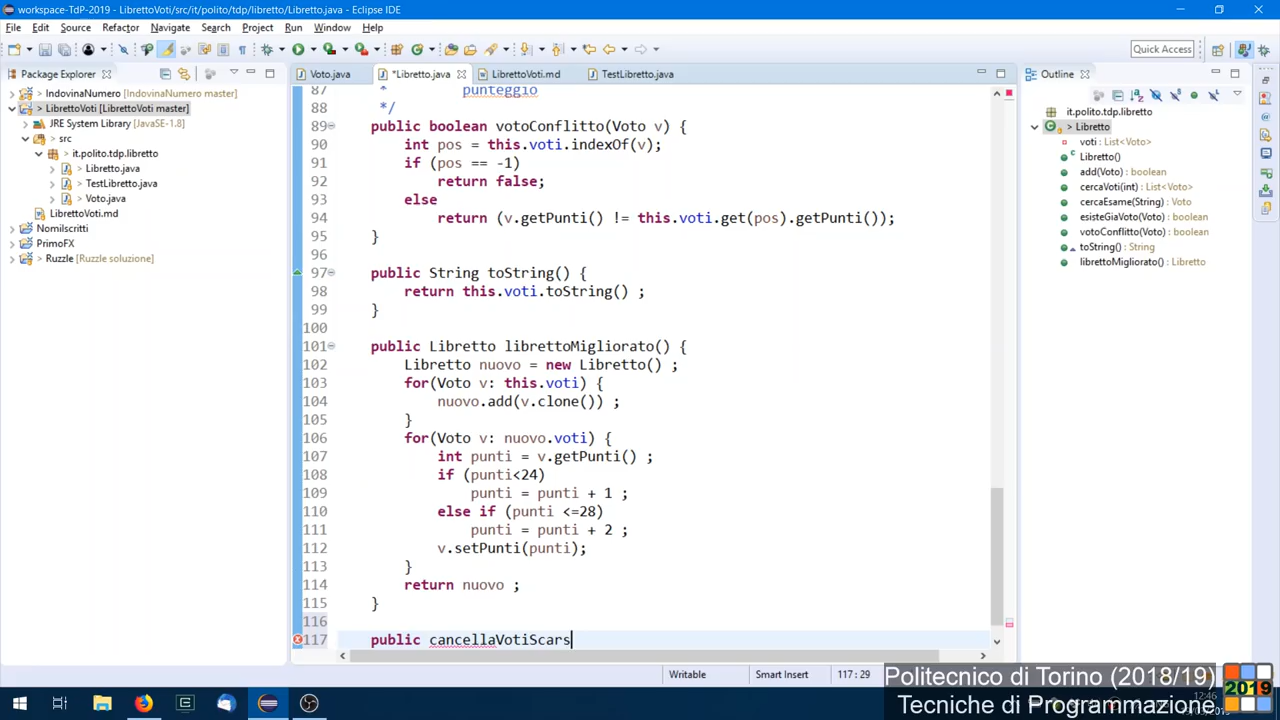 workspace-TdP-2019 - LibrettoVoti/src/it/polito/tdp/libretto/Libretto.java - Eclipse IDE
File Edit Source Refactor Navigate Search Project Run Window Help
Quick Access
Package Explorer
Voto.java
*Libretto.java
LibrettoVoti.md
TestLibretto.java
Outline
IndovinaNumero [IndovinaNumero master]
> LibrettoVoti [LibrettoVoti master]
JRE System Library [JavaSE-1.8]
> src
> it.polito.tdp.libretto
> Libretto.java
> TestLibretto.java
> Voto.java
LibrettoVoti.md
NomiIscritti
PrimoFX
> Ruzzle [Ruzzle soluzione]
87 * punteggio
88 */
89 public boolean votoConflitto(Voto v) {
90 int pos = this.voti.indexOf(v);
91 if (pos == -1)
92 return false;
93 else
94 return (v.getPunti() != this.voti.get(pos).getPunti());
95 }
96
97 public String toString() {
98 return this.voti.toString() ;
99 }
100
101 public Libretto librettoMigliorato() {
102 Libretto nuovo = new Libretto() ;
103 for(Voto v: this.voti) {
104 nuovo.add(v.clone()) ;
105 }
106 for(Voto v: nuovo.voti) {
107 int punti = v.getPunti() ;
108 if (punti<24)
109 punti = punti + 1 ;
110 else if (punti <=28)
111 punti = punti + 2 ;
112 v.setPunti(punti);
113 }
114 return nuovo ;
115 }
116
117 public cancellaVotiScars
it.polito.tdp.libretto
> Libretto
voti : List<Voto>
Libretto()
add(Voto) : boolean
cercaVoti(int) : List<Voto>
cercaEsame(String) : Voto
esisteGiaVoto(Voto) : boolean
votoConflitto(Voto) : boolean
toString() : String
librettoMigliorato() : Libretto
Writable Smart Insert 117 : 29
Politecnico di Torino (2018/19)
Tecniche di Programmazione
2019
12:46